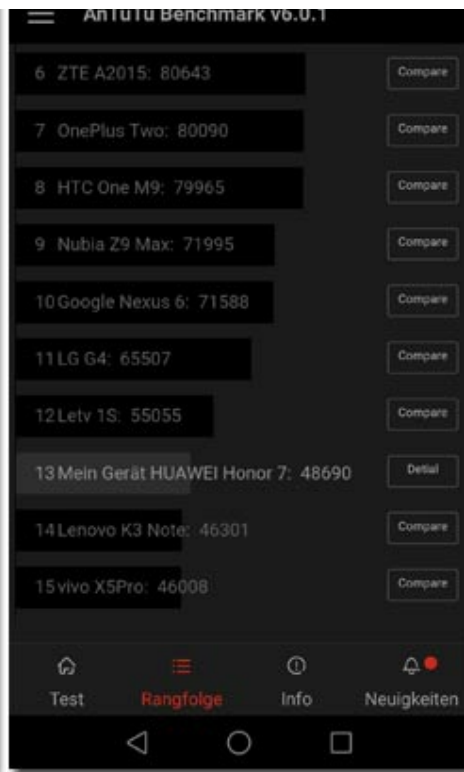 AnTuTu Benchmark v6.0.1
6 ZTE A2015: 80643 Compare
7 OnePlus Two: 80090 Compare
8 HTC One M9: 79965 Compare
9 Nubia Z9 Max: 71995 Compare
10 Google Nexus 6: 71588 Compare
11 LG G4: 65507 Compare
12 Letv 1S: 55055 Compare
13 Mein Gerät HUAWEI Honor 7: 48690 Detial
14 Lenovo K3 Note: 46301 Compare
15 vivo X5Pro: 46008 Compare
Test Rangfolge Info Neuigkeiten